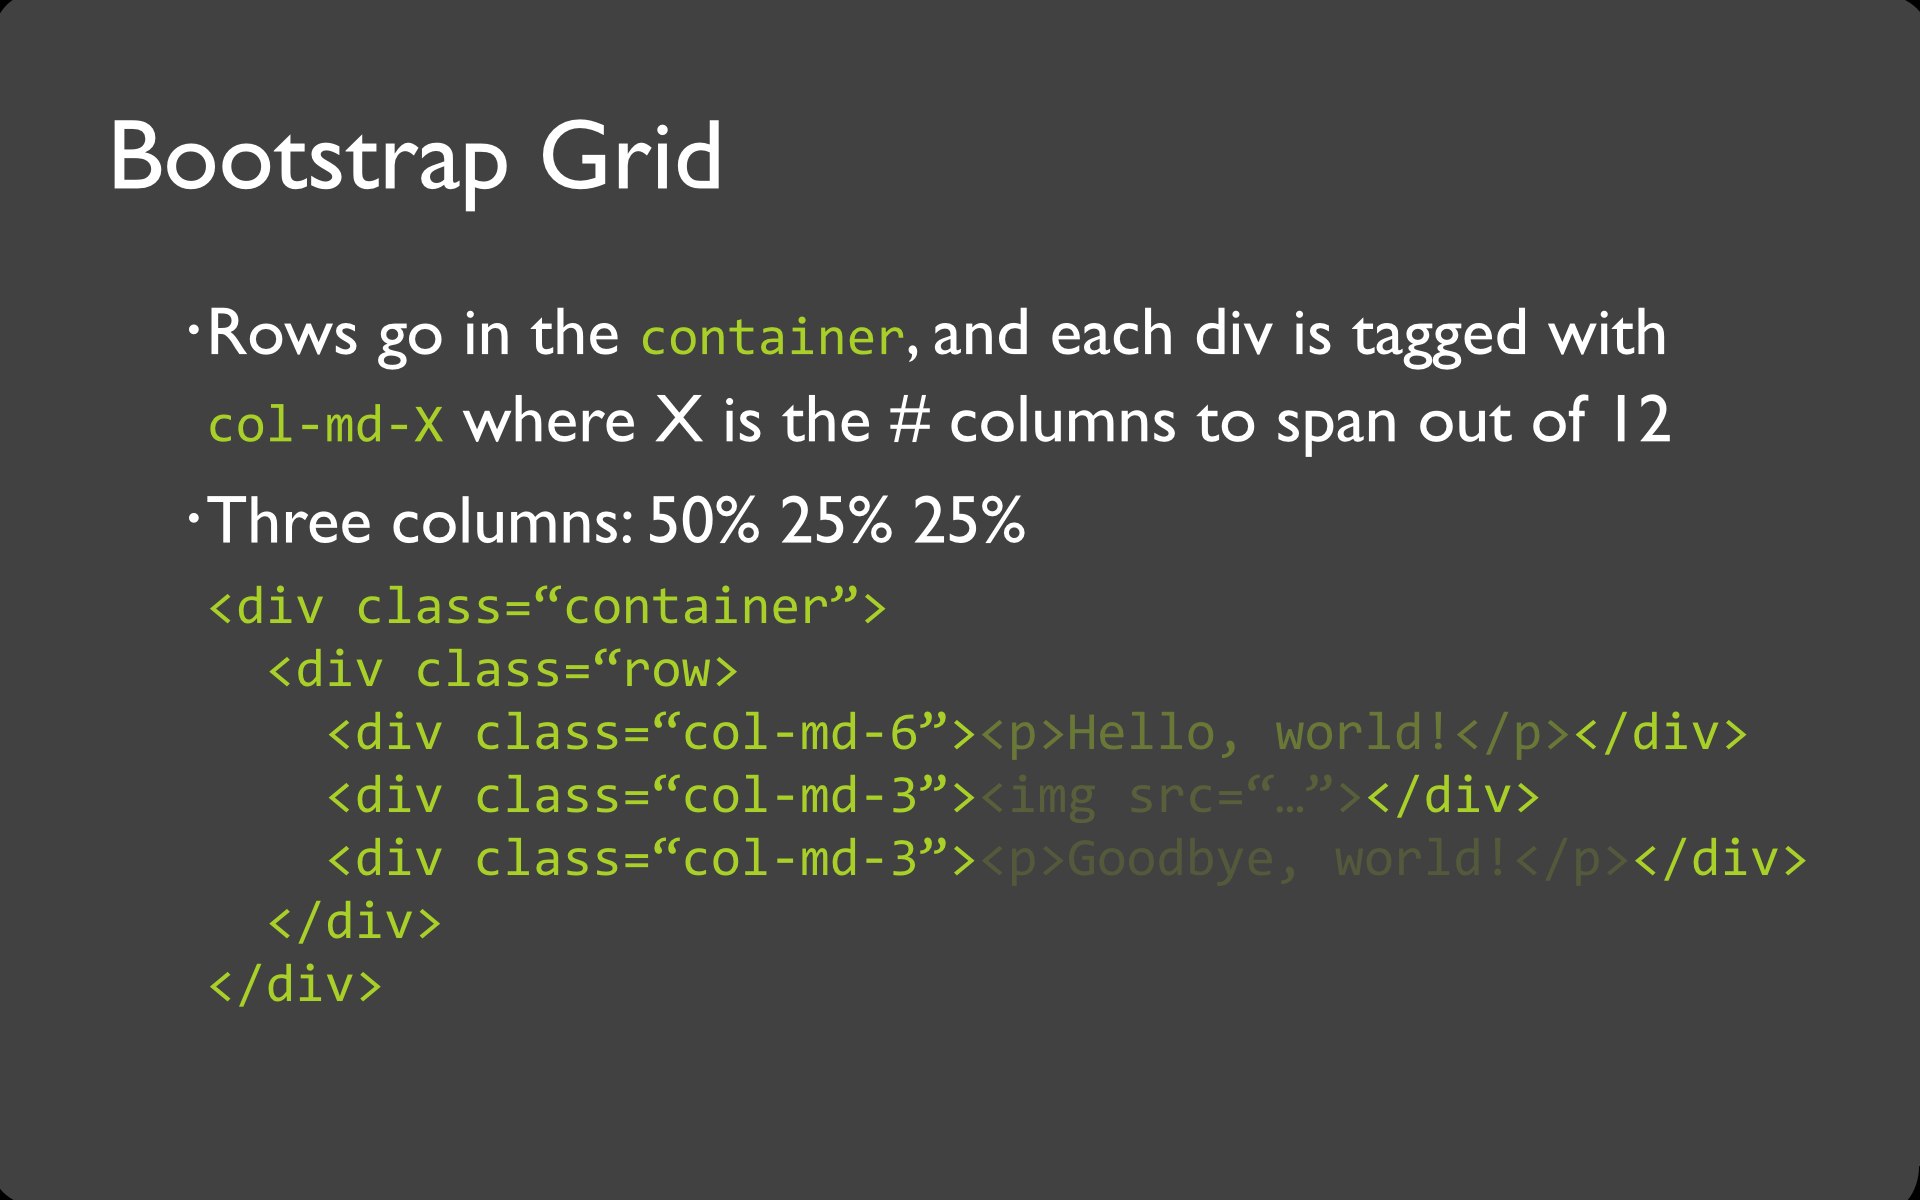 Bootstrap Grid
·Rows go in the container, and each div is tagged with
col-md-X where X is the # columns to span out of 12
·Three columns: 50% 25% 25%
<div class=“container”>
  <div class=“row>
    <div class=“col-md-6”><p>Hello, world!</p></div>
    <div class=“col-md-3”><img src=“…”></div>
    <div class=“col-md-3”><p>Goodbye, world!</p></div>
  </div>
</div>